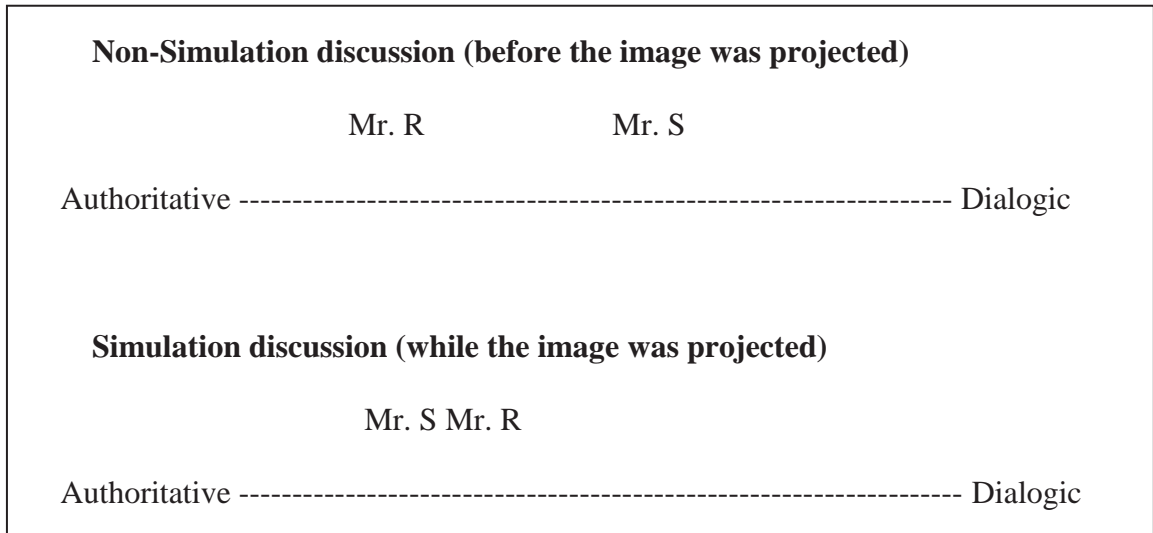 Non-Simulation discussion (before the image was projected)
Mr. R Mr. S
Authoritative ------------------------------------------------------------------- Dialogic
Simulation discussion (while the image was projected)
Mr. S Mr. R
Authoritative -------------------------------------------------------------------- Dialogic